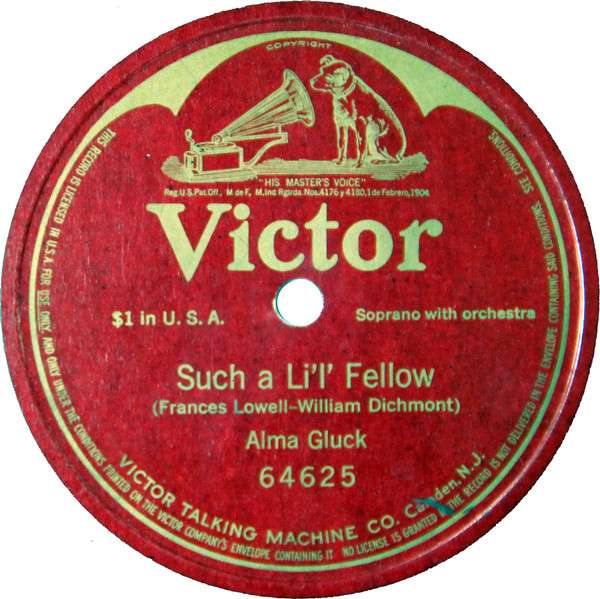 COPYRIGHT
"HIS MASTER'S VOICE"
Reg.U.S.Pat.Off. M de F, M.Ind Rgtrda.Nos.4176 y 4180,1 de Febrero,1904
Victor
$1 in U. S. A.
Soprano with orchestra
Such a Li'l' Fellow
(Frances Lowell–William Dichmont)
Alma Gluck
64625
VICTOR TALKING MACHINE CO. Camden, N. J.
THIS RECORD IS LICENSED IN U.S.A. FOR USE ONLY, AND ONLY UNDER THE CONDITIONS PRINTED ON THE VICTOR COMPANY'S ENVELOPE CONTAINING IT NO LICENSE IS GRANTED IF THE RECORD IS NOT DELIVERED IN THE ENVELOPE CONTAINING SAID CONDITIONS. SEE CONDITIONS.